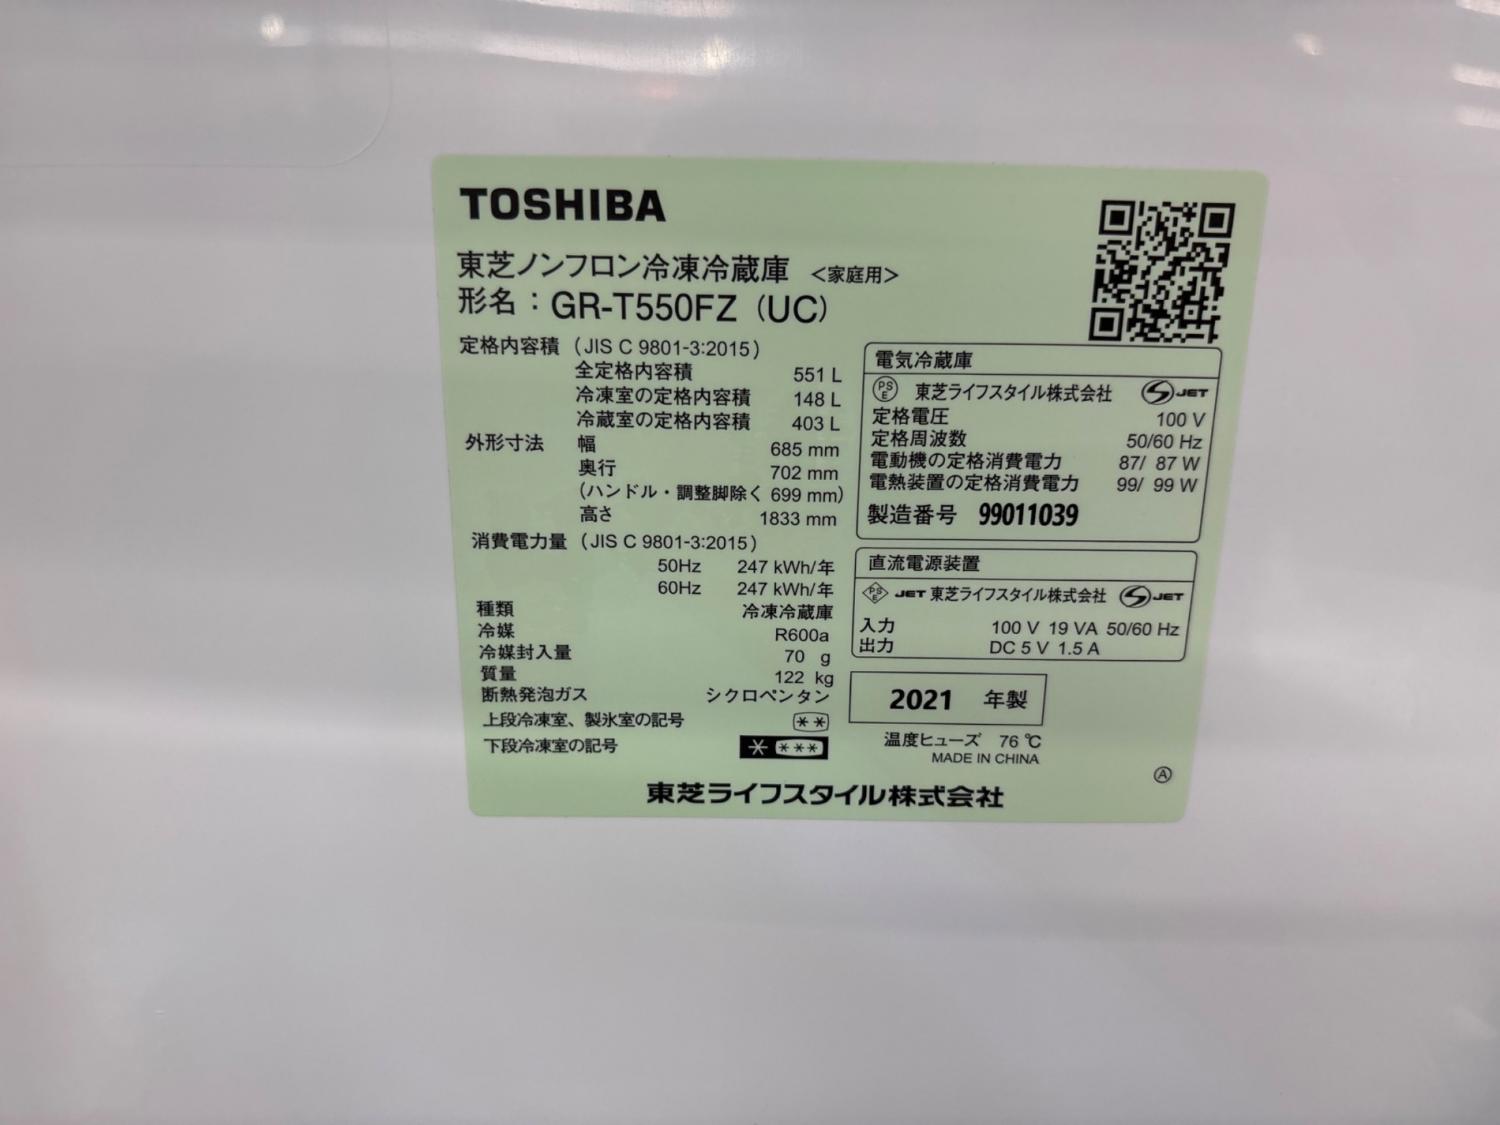 TOSHIBA
東芝ノンフロン冷凍冷蔵庫 <家庭用>
形名：GR-T550FZ (UC)
定格内容積 (JIS C 9801-3:2015)
全定格内容積 551 L
冷凍室の定格内容積 148 L
冷蔵室の定格内容積 403 L
外形寸法 幅 685 mm
奥行 702 mm
(ハンドル・調整脚除く 699 mm)
高さ 1833 mm
消費電力量 (JIS C 9801-3:2015)
50Hz 247 kWh/年
60Hz 247 kWh/年
種類 冷凍冷蔵庫
冷媒 R600a
冷媒封入量 70 g
質量 122 kg
断熱発泡ガス シクロペンタン
上段冷凍室、製氷室の記号 **
下段冷凍室の記号 * ***
電気冷蔵庫
PSE 東芝ライフスタイル株式会社 S JET
定格電圧 100 V
定格周波数 50/60 Hz
電動機の定格消費電力 87/ 87 W
電熱装置の定格消費電力 99/ 99 W
製造番号 99011039
直流電源装置
PSE JET 東芝ライフスタイル株式会社 S JET
入力 100 V 19 VA 50/60 Hz
出力 DC 5 V 1.5 A
2021 年製
温度ヒューズ 76 ℃
MADE IN CHINA
Ⓐ
東芝ライフスタイル株式会社